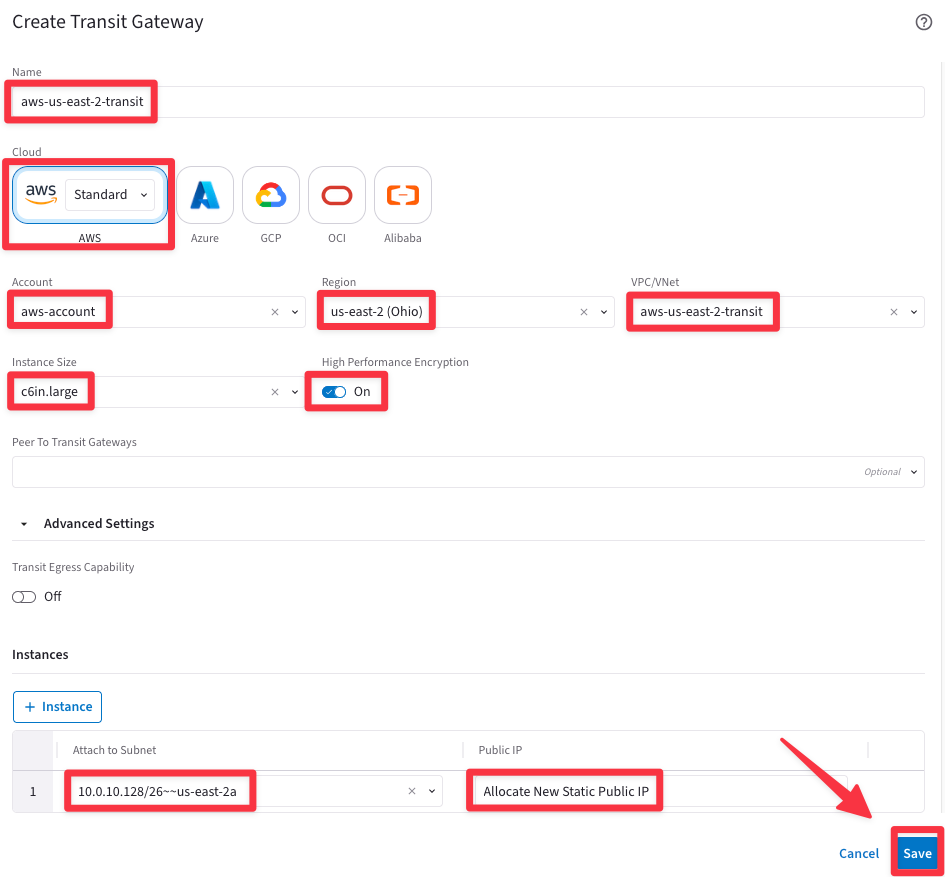 Create Transit Gateway
Name
aws-us-east-2-transit
Cloud
aws Standard
AWS Azure GCP OCI Alibaba
Account Region VPC/VNet
aws-account us-east-2 (Ohio) aws-us-east-2-transit
Instance Size High Performance Encryption
c6in.large On
Peer To Transit Gateways
Optional
Advanced Settings
Transit Egress Capability
Off
Instances
+ Instance
Attach to Subnet Public IP
1 10.0.10.128/26~~us-east-2a Allocate New Static Public IP
Cancel Save